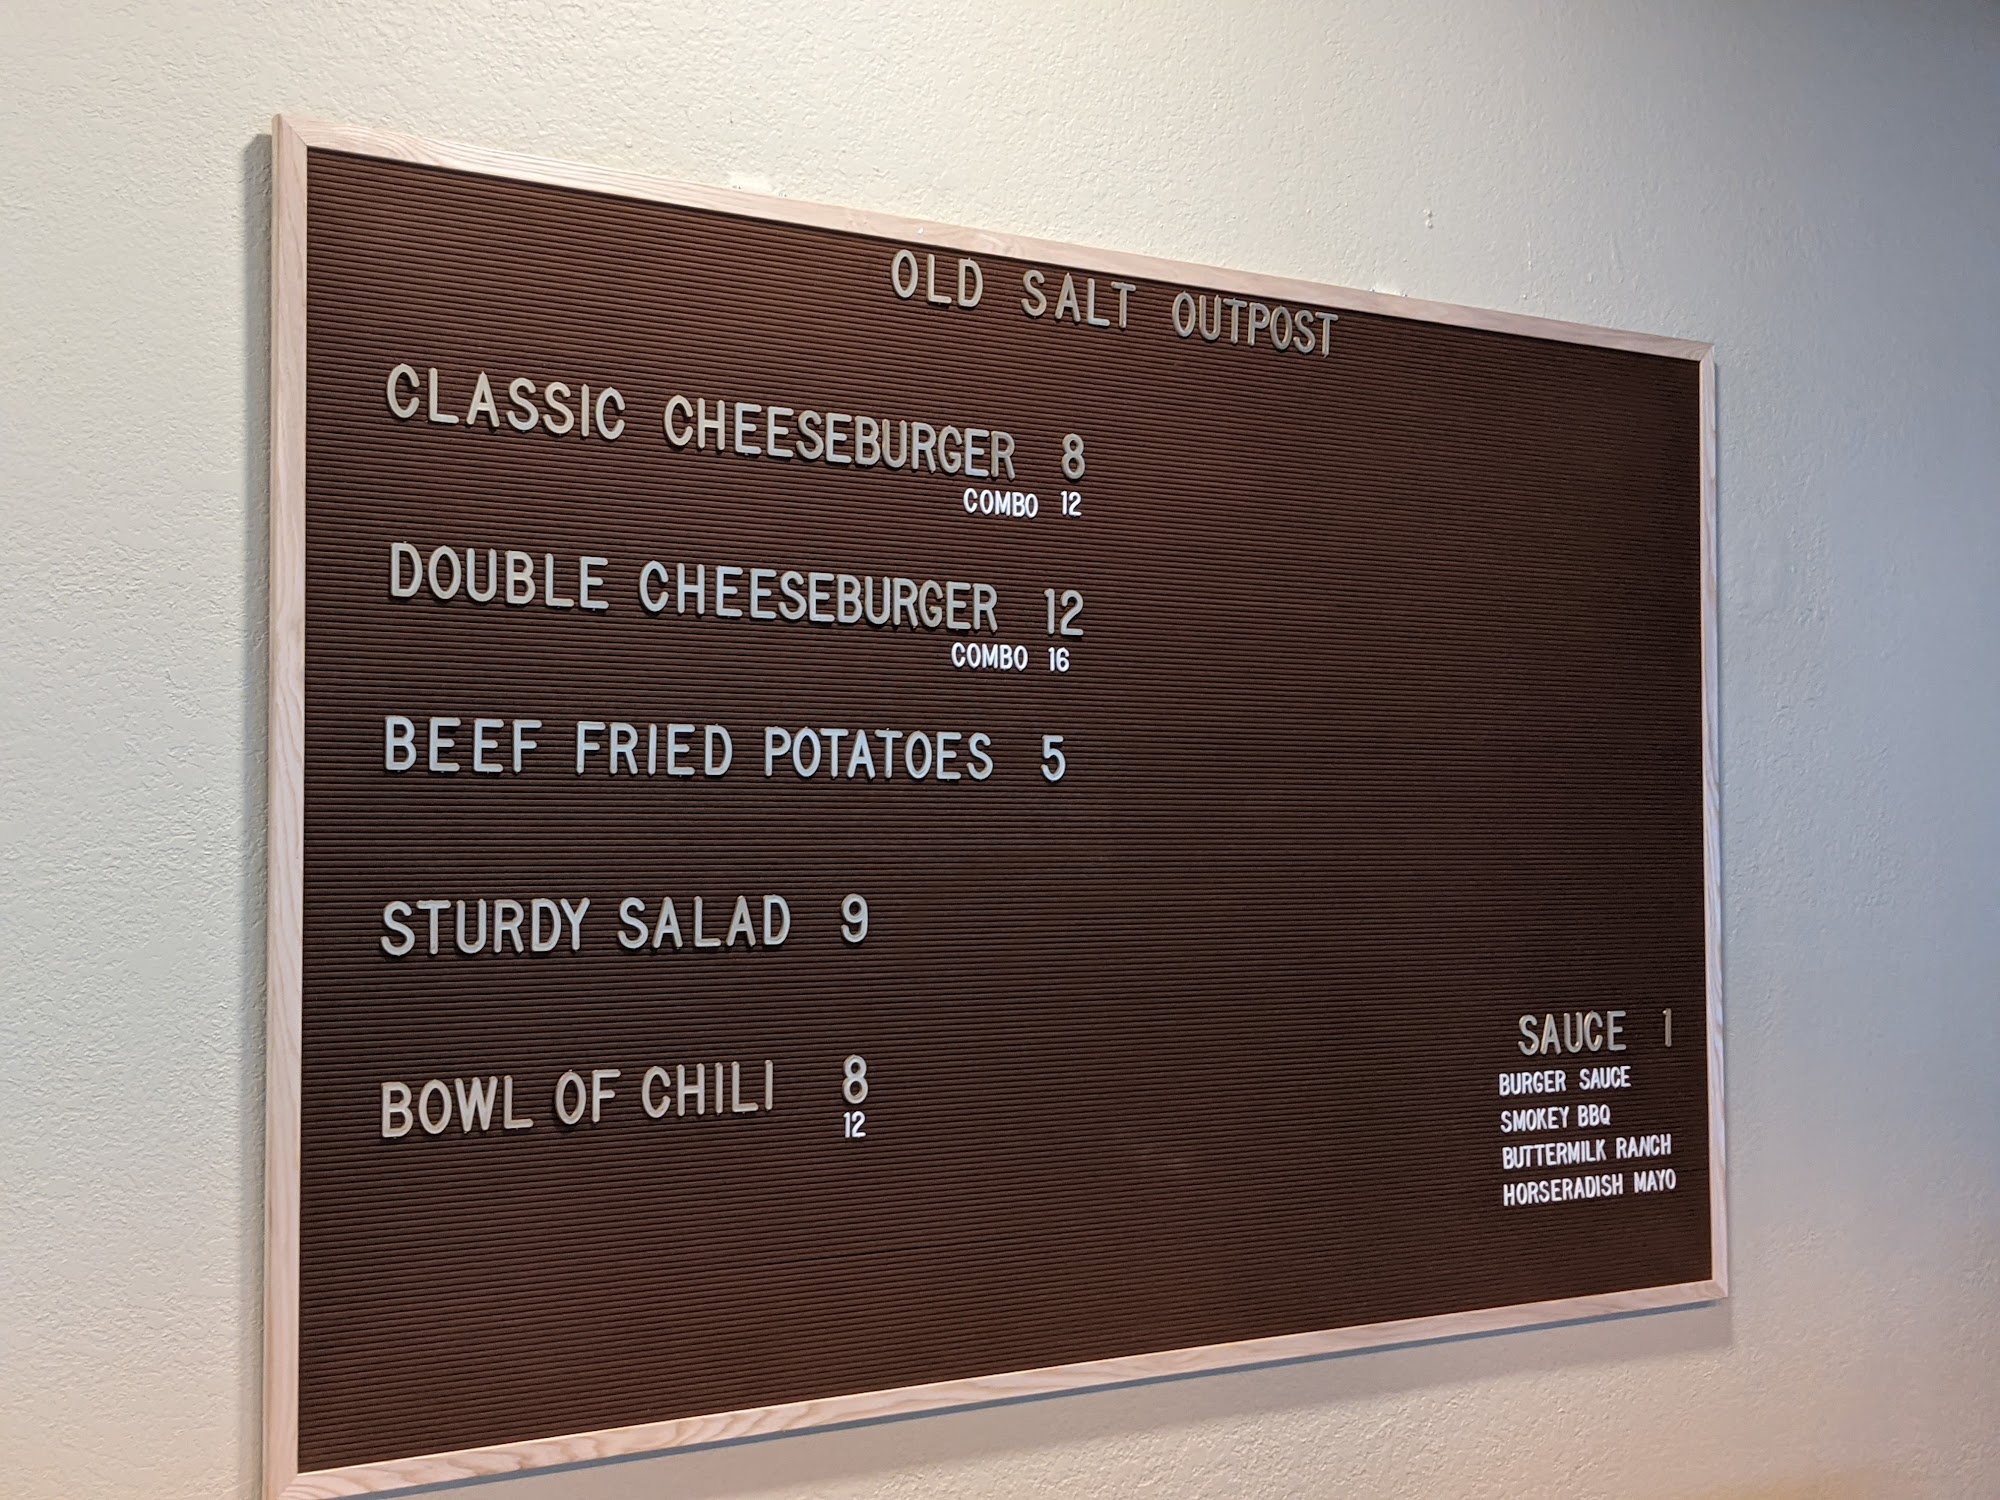 OLD SALT OUTPOST
CLASSIC CHEESEBURGER 8
COMBO 12
DOUBLE CHEESEBURGER 12
COMBO 16
BEEF FRIED POTATOES 5
STURDY SALAD 9
BOWL OF CHILI 8
12
SAUCE 1
BURGER SAUCE
SMOKEY BBQ
BUTTERMILK RANCH
HORSERADISH MAYO